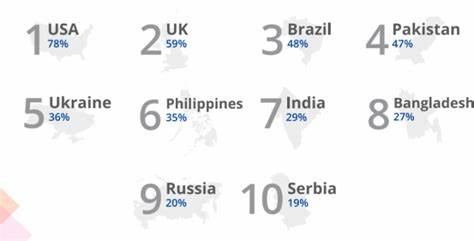 1 USA
78%
2 UK
59%
3 Brazil
48%
4 Pakistan
47%
5 Ukraine
36%
6 Philippines
35%
7 India
29%
8 Bangladesh
27%
9 Russia
20%
10 Serbia
19%